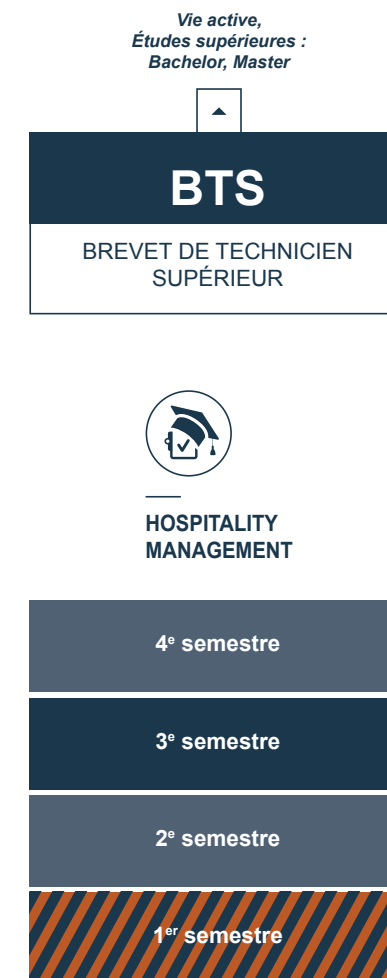 Vie active,
Études supérieures :
Bachelor, Master
BTS
BREVET DE TECHNICIEN
SUPÉRIEUR
HOSPITALITY
MANAGEMENT
4e semestre
3e semestre
2e semestre
1er semestre